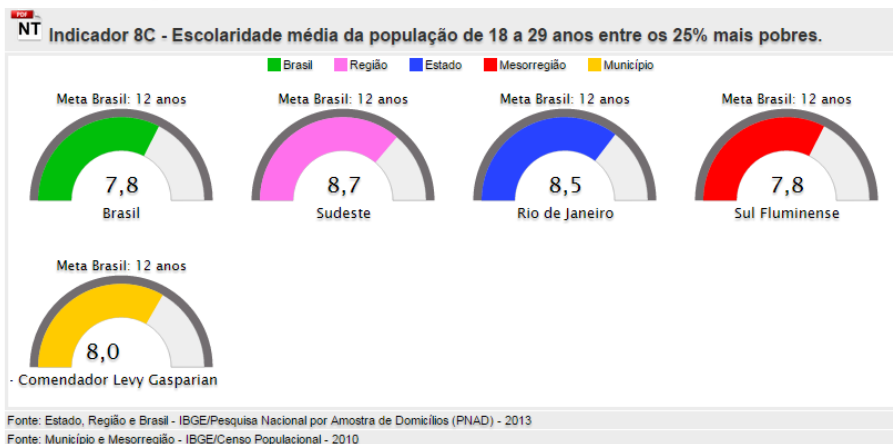 PDF
NT Indicador 8C - Escolaridade média da população de 18 a 29 anos entre os 25% mais pobres.
Brasil Região Estado Mesorregião Município
Meta Brasil: 12 anos Meta Brasil: 12 anos Meta Brasil: 12 anos Meta Brasil: 12 anos
7,8 8,7 8,5 7,8
Brasil Sudeste Rio de Janeiro Sul Fluminense
Meta Brasil: 12 anos
8,0
- Comendador Levy Gasparian
Fonte: Estado, Região e Brasil - IBGE/Pesquisa Nacional por Amostra de Domicílios (PNAD) - 2013
Fonte: Município e Mesorregião - IBGE/Censo Populacional - 2010